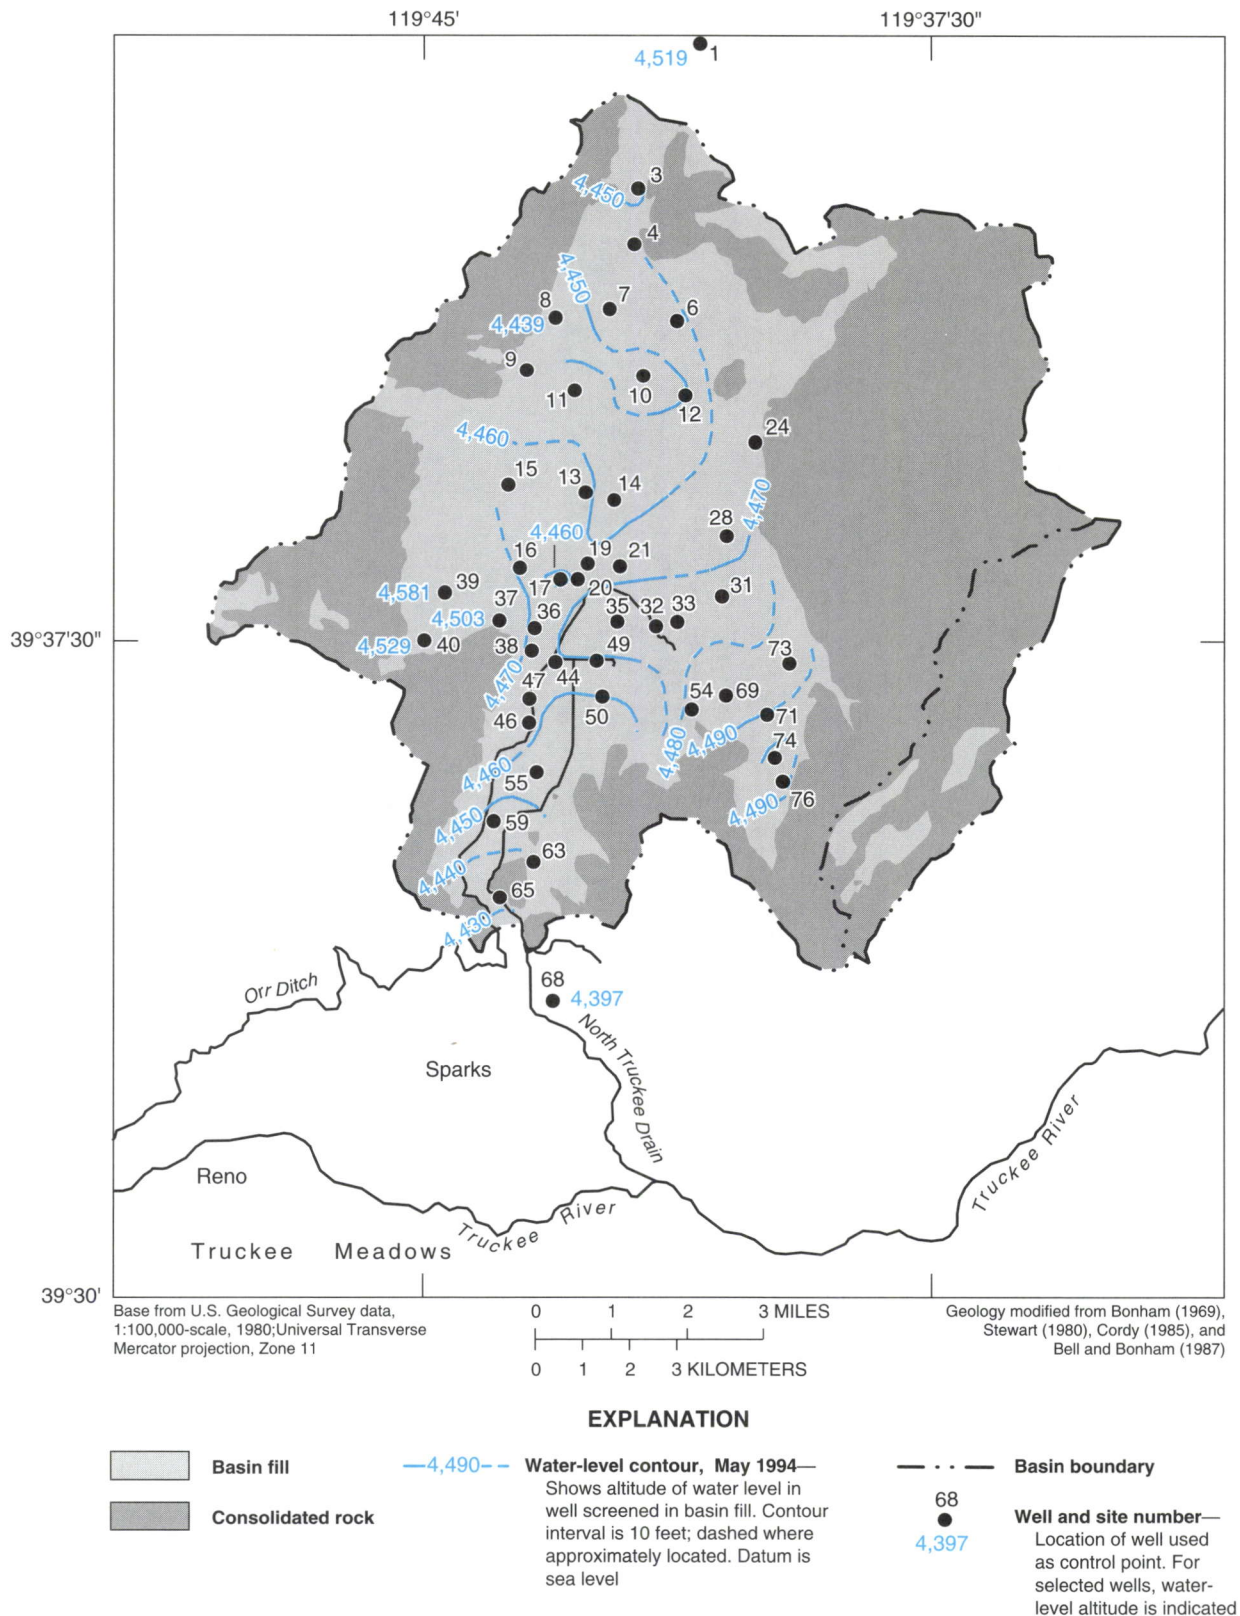 119°45'
119°37'30"
1
4,519
3
4,450
4
4,450
7
8
6
4,439
9
10
11
12
24
4,460
15
13
14
4,470
28
4,460
16
19
21
17
20
39
4,581
31
37
36
35
32
33
4,503
39°37'30"
4,529
40
38
49
73
44
4,470
47
54
69
50
71
46
4,480
4,490
74
4,460
55
76
4,490
4,450
59
63
4,440
65
4,430
68
4,397
Orr Ditch
North Truckee Drain
Sparks
Truckee River
Reno
Truckee River
Truckee Meadows
39°30'
Base from U.S. Geological Survey data,
1:100,000-scale, 1980;Universal Transverse
Mercator projection, Zone 11
0 1 2 3 MILES
0 1 2 3 KILOMETERS
Geology modified from Bonham (1969),
Stewart (1980), Cordy (1985), and
Bell and Bonham (1987)
EXPLANATION
Basin fill
Consolidated rock
4,490
Water-level contour, May 1994—
Shows altitude of water level in
well screened in basin fill. Contour
interval is 10 feet; dashed where
approximately located. Datum is
sea level
Basin boundary
68
4,397
Well and site number—
Location of well used
as control point. For
selected wells, water-
level altitude is indicated